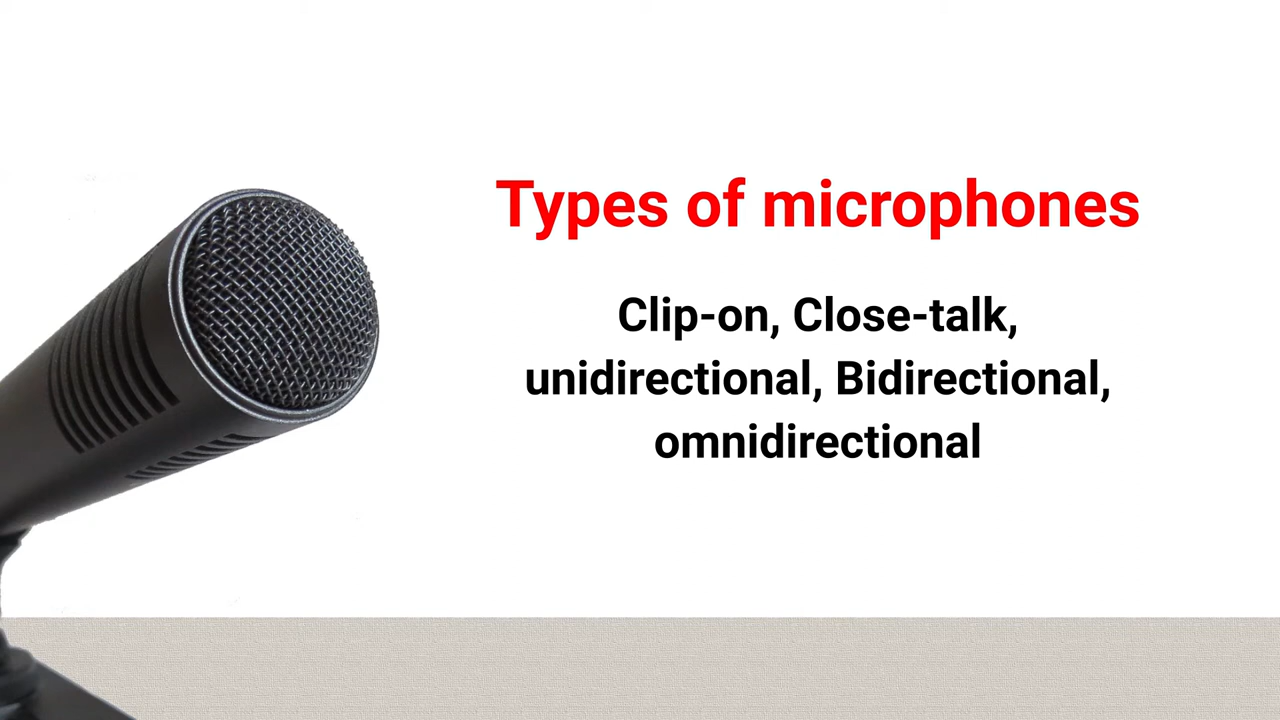 Types of microphones
Clip-on, Close-talk,
unidirectional, Bidirectional,
omnidirectional